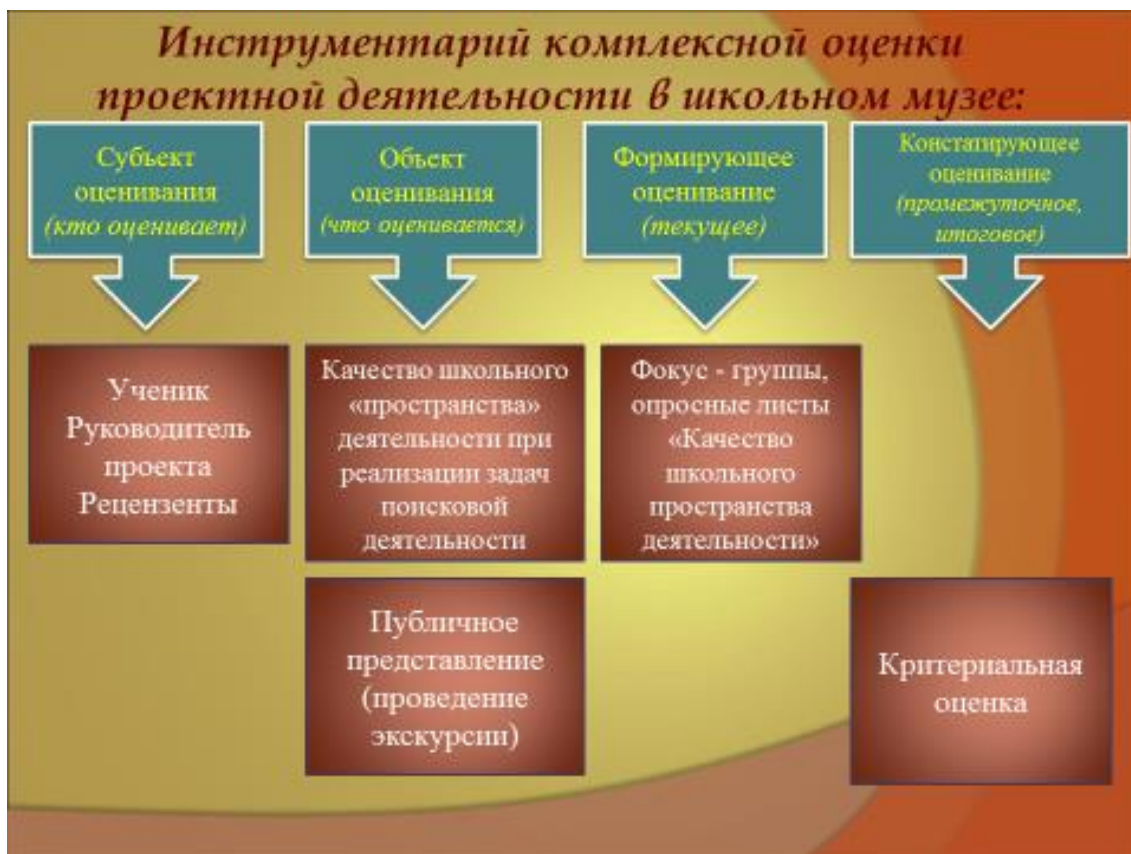 Инструментарий комплексной оценки
проектной деятельности в школьном музее:
Субъект
оценивания
(кто оценивает)
Объект
оценивания
(что оценивается)
Формирующее
оценивание
(текущее)
Констатирующее
оценивание
(промежуточное,
итоговое)
Ученик
Руководитель
проекта
Рецензенты
Качество школьного
«пространства»
деятельности при
реализации задач
поисковой
деятельности
Фокус - группы,
опросные листы
«Качество
школьного
пространства
деятельности»
Публичное
представление
(проведение
экскурсии)
Критериальная
оценка